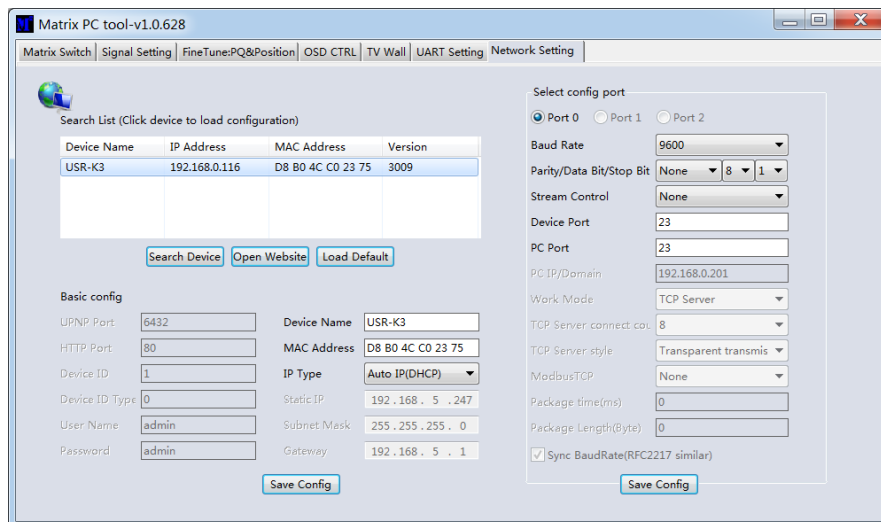 Matrix PC tool-v1.0.628
Matrix Switch Signal Setting FineTune:PQ&Position OSD CTRL TV Wall UART Setting Network Setting
Search List (Click device to load configuration)
Device Name IP Address MAC Address Version
USR-K3 192.168.0.116 D8 B0 4C C0 23 75 3009
Search Device Open Website Load Default
Basic config
UPNP Port 6432 Device Name USR-K3
HTTP Port 80 MAC Address D8 B0 4C C0 23 75
Device ID 1 IP Type Auto IP(DHCP)
Device ID Type 0 Static IP 192.168. 5 .247
User Name admin Subnet Mask 255.255.255. 0
Password admin Gateway 192.168. 5 . 1
Save Config
Select config port
Port 0 Port 1 Port 2
Baud Rate 9600
Parity/Data Bit/Stop Bit None 8 1
Stream Control None
Device Port 23
PC Port 23
PC IP/Domain 192.168.0.201
Work Mode TCP Server
TCP Server connect cou 8
TCP Server style Transparent transmis
ModbusTCP None
Package time(ms) 0
Package Length(Byte) 0
Sync BaudRate(RFC2217 similar)
Save Config